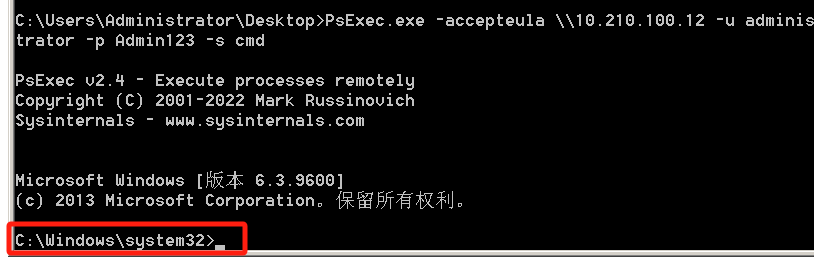 C:\Users\Administrator\Desktop>PsExec.exe -accepteula \\10.210.100.12 -u adminis
trator -p Admin123 -s cmd
PsExec v2.4 - Execute processes remotely
Copyright (C) 2001-2022 Mark Russinovich
Sysinternals - www.sysinternals.com
Microsoft Windows [版本 6.3.9600]
(c) 2013 Microsoft Corporation。保留所有权利。
C:\Windows\system32>_